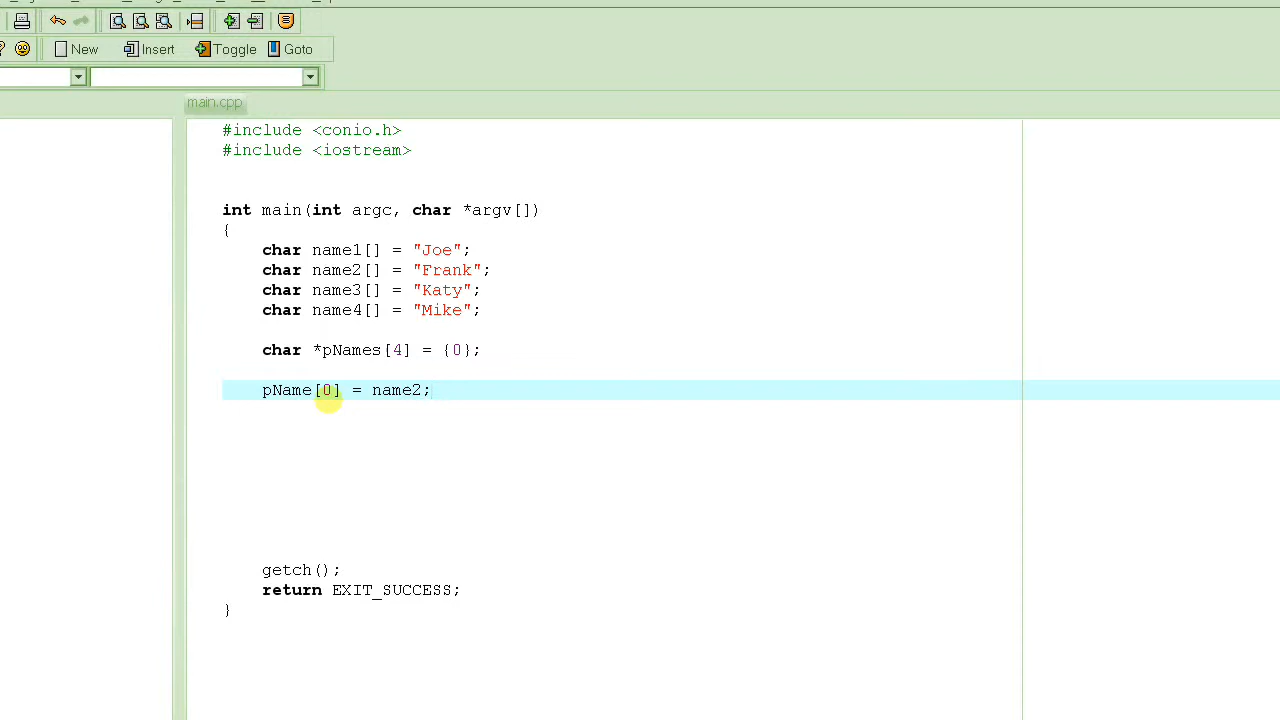 New Insert Toggle Goto
main.cpp
#include <conio.h>
#include <iostream>
int main(int argc, char *argv[])
{
char name1[] = "Joe";
char name2[] = "Frank";
char name3[] = "Katy";
char name4[] = "Mike";
char *pNames[4] = {0};
pName[0] = name2;
getch();
return EXIT_SUCCESS;
}